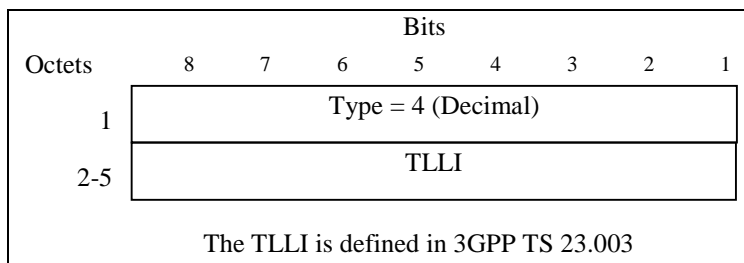 Bits
Octets 8 7 6 5 4 3 2 1
1 Type = 4 (Decimal)
2-5 TLLI
The TLLI is defined in 3GPP TS 23.003